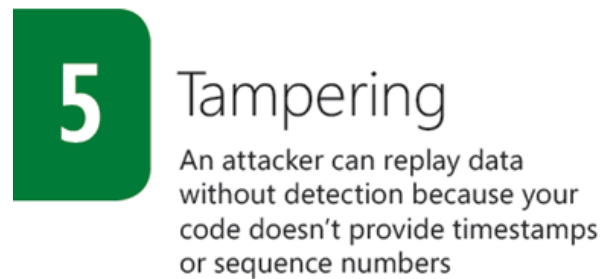 5
Tampering
An attacker can replay data
without detection because your
code doesn't provide timestamps
or sequence numbers